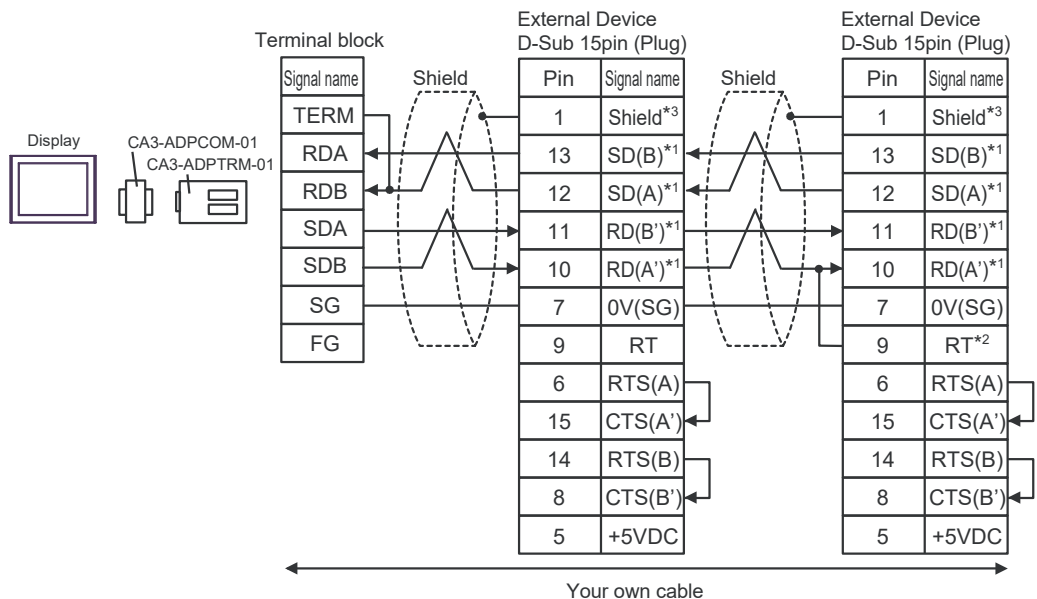 Display
CA3-ADPCOM-01
CA3-ADPTRM-01
Terminal block
Signal name
TERM
RDA
RDB
SDA
SDB
SG
FG
Shield
External Device
D-Sub 15pin (Plug)
Pin Signal name
1 Shield*3
13 SD(B)*1
12 SD(A)*1
11 RD(B')*1
10 RD(A')*1
7 0V(SG)
9 RT
6 RTS(A)
15 CTS(A')
14 RTS(B)
8 CTS(B')
5 +5VDC
Shield
External Device
D-Sub 15pin (Plug)
Pin Signal name
1 Shield*3
13 SD(B)*1
12 SD(A)*1
11 RD(B')*1
10 RD(A')*1
7 0V(SG)
9 RT*2
6 RTS(A)
15 CTS(A')
14 RTS(B)
8 CTS(B')
5 +5VDC
Your own cable